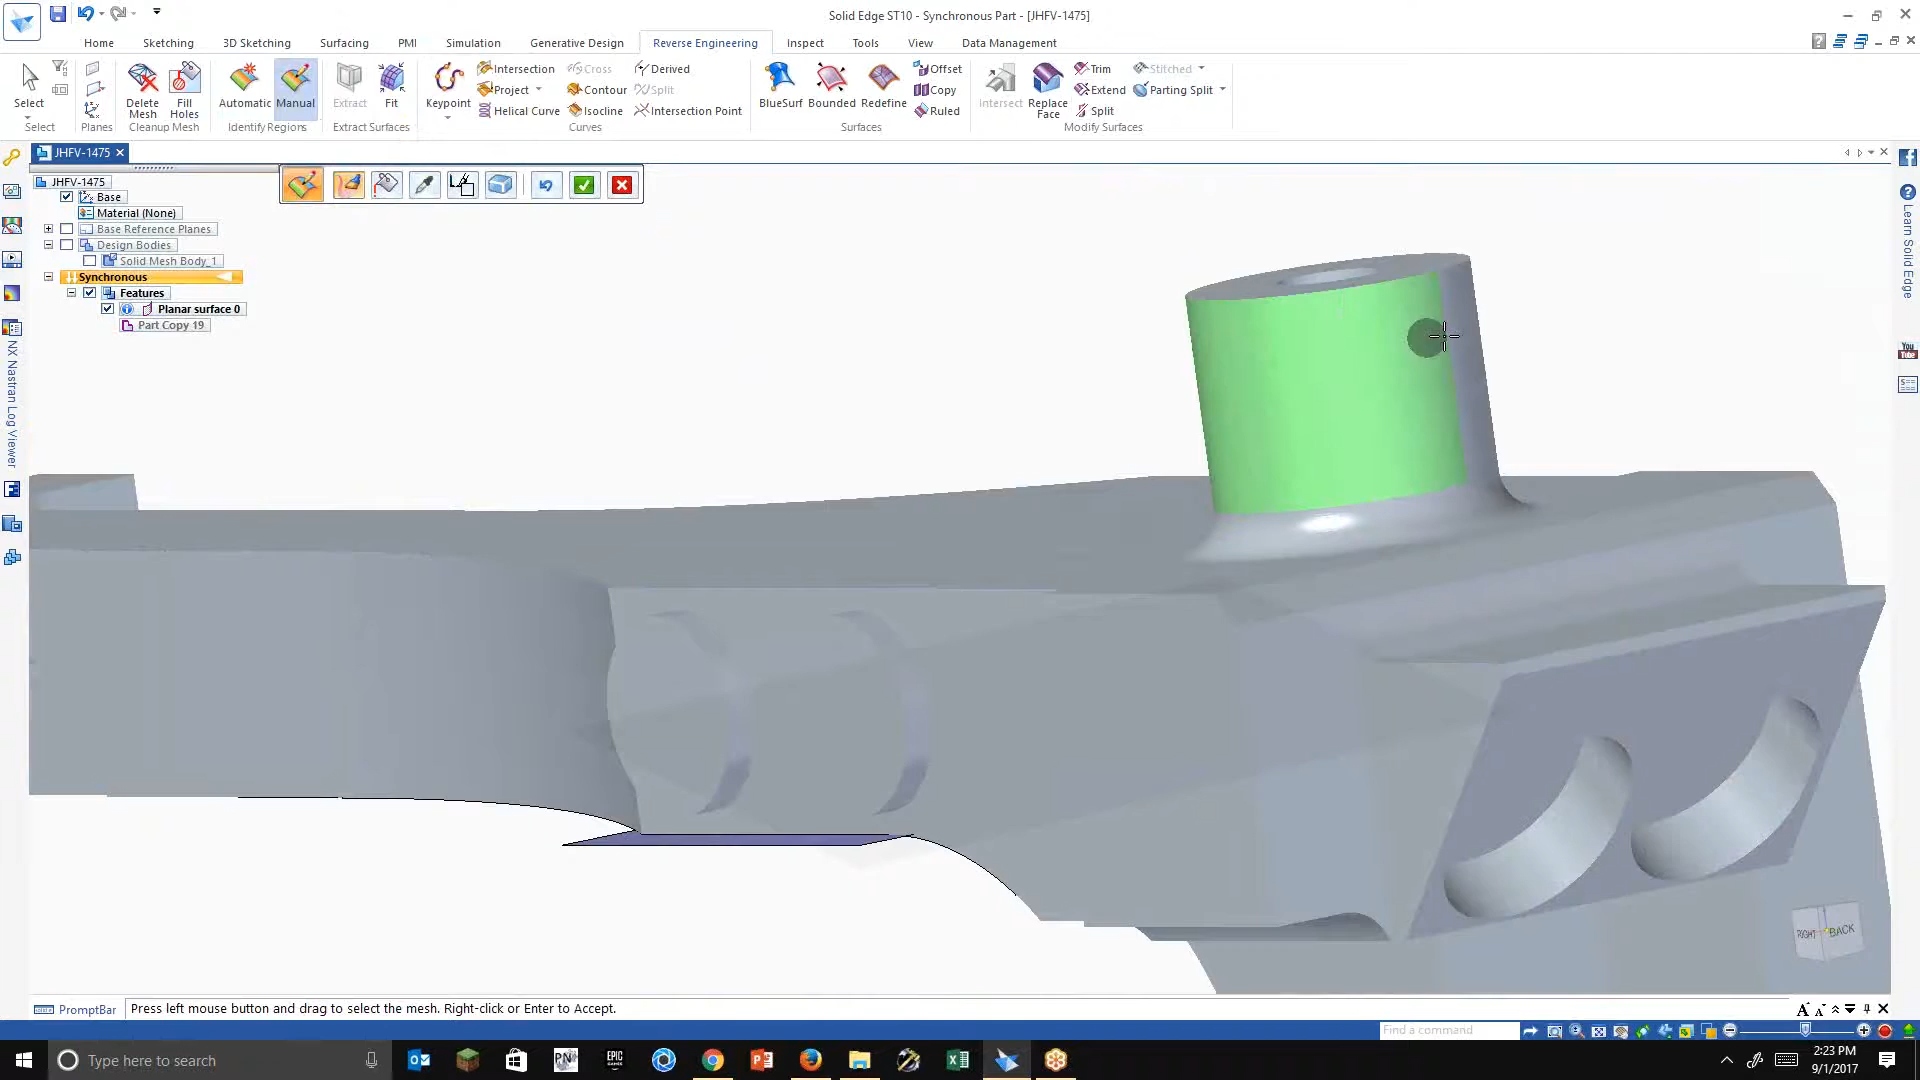 Solid Edge ST10 - Synchronous Part - [JHFV-1475]
Home Sketching 3D Sketching Surfacing PMI Simulation Generative Design Reverse Engineering Inspect Tools View Data Management
Select
Select
Planes
Delete Mesh
Fill Holes
Cleanup Mesh
Automatic
Manual
Identify Regions
Extract
Fit
Extract Surfaces
Keypoint
Intersection
Project
Helical Curve
Cross
Contour
Isocline
Derived
Split
Intersection Point
Curves
BlueSurf
Bounded
Redefine
Offset
Copy
Ruled
Surfaces
Intersect
Replace Face
Trim
Extend
Split
Stitched
Parting Split
Modify Surfaces
JHFV-1475
JHFV-1475
Base
Material (None)
Base Reference Planes
Design Bodies
Solid Mesh Body_1
Synchronous
Features
Planar surface 0
Part Copy 19
NX Nastran Log Viewer
Learn Solid Edge
You Tube
RIGHT BACK
PromptBar
Press left mouse button and drag to select the mesh. Right-click or Enter to Accept.
Find a command
Type here to search
PN
EPIC GAMES
2:23 PM
9/1/2017